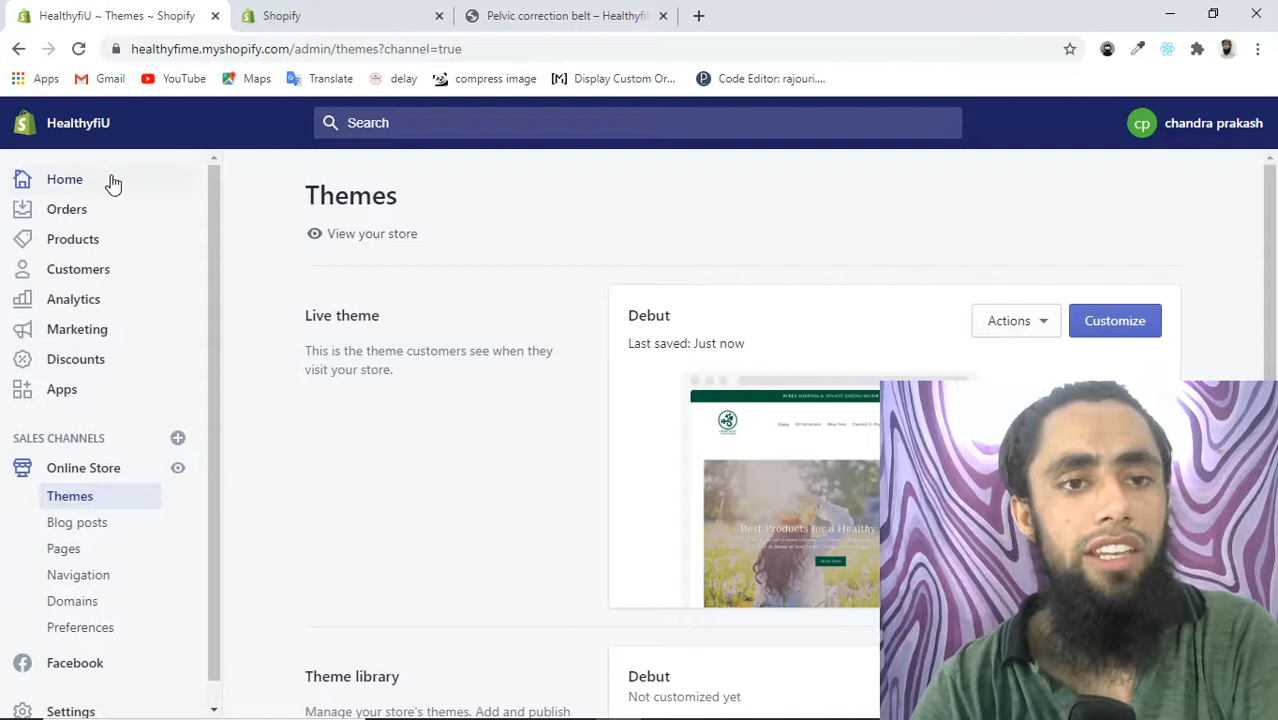 HealthyfiU ~ Themes ~ Shopify
Shopify
Pelvic correction belt – Healthyfi
healthyfime.myshopify.com/admin/themes?channel=true
Apps
Gmail
YouTube
Maps
Translate
delay
compress image
Display Custom Or...
Code Editor: rajouri....
HealthyfiU
Search
cp
chandra prakash
Home
Orders
Products
Customers
Analytics
Marketing
Discounts
Apps
SALES CHANNELS
Online Store
Themes
Blog posts
Pages
Navigation
Domains
Preferences
Facebook
Settings
Themes
View your store
Live theme
This is the theme customers see when they
visit your store.
Debut
Last saved: Just now
Actions
Customize
Home
Best Products for a Healthy
Theme library
Manage your store's themes. Add and publish
Debut
Not customized yet